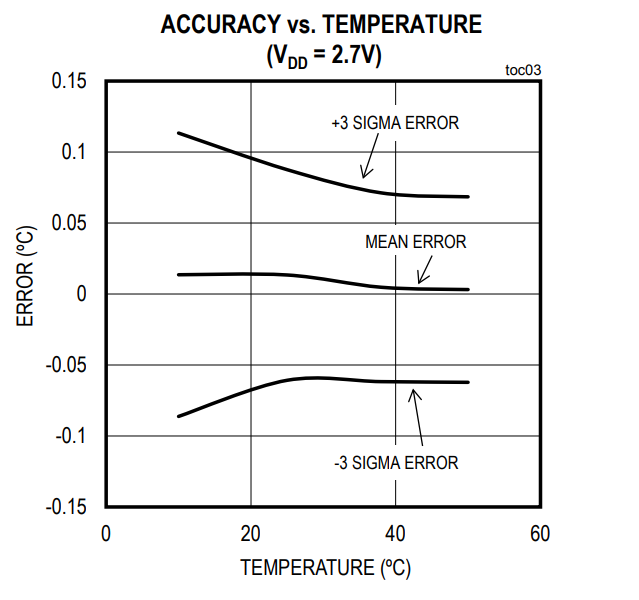 ACCURACY vs. TEMPERATURE
(VDD = 2.7V)
toc03
0.15
+3 SIGMA ERROR
0.1
0.05
MEAN ERROR
ERROR (ºC)
0
-0.05
-0.1
-3 SIGMA ERROR
-0.15
0 20 40 60
TEMPERATURE (ºC)